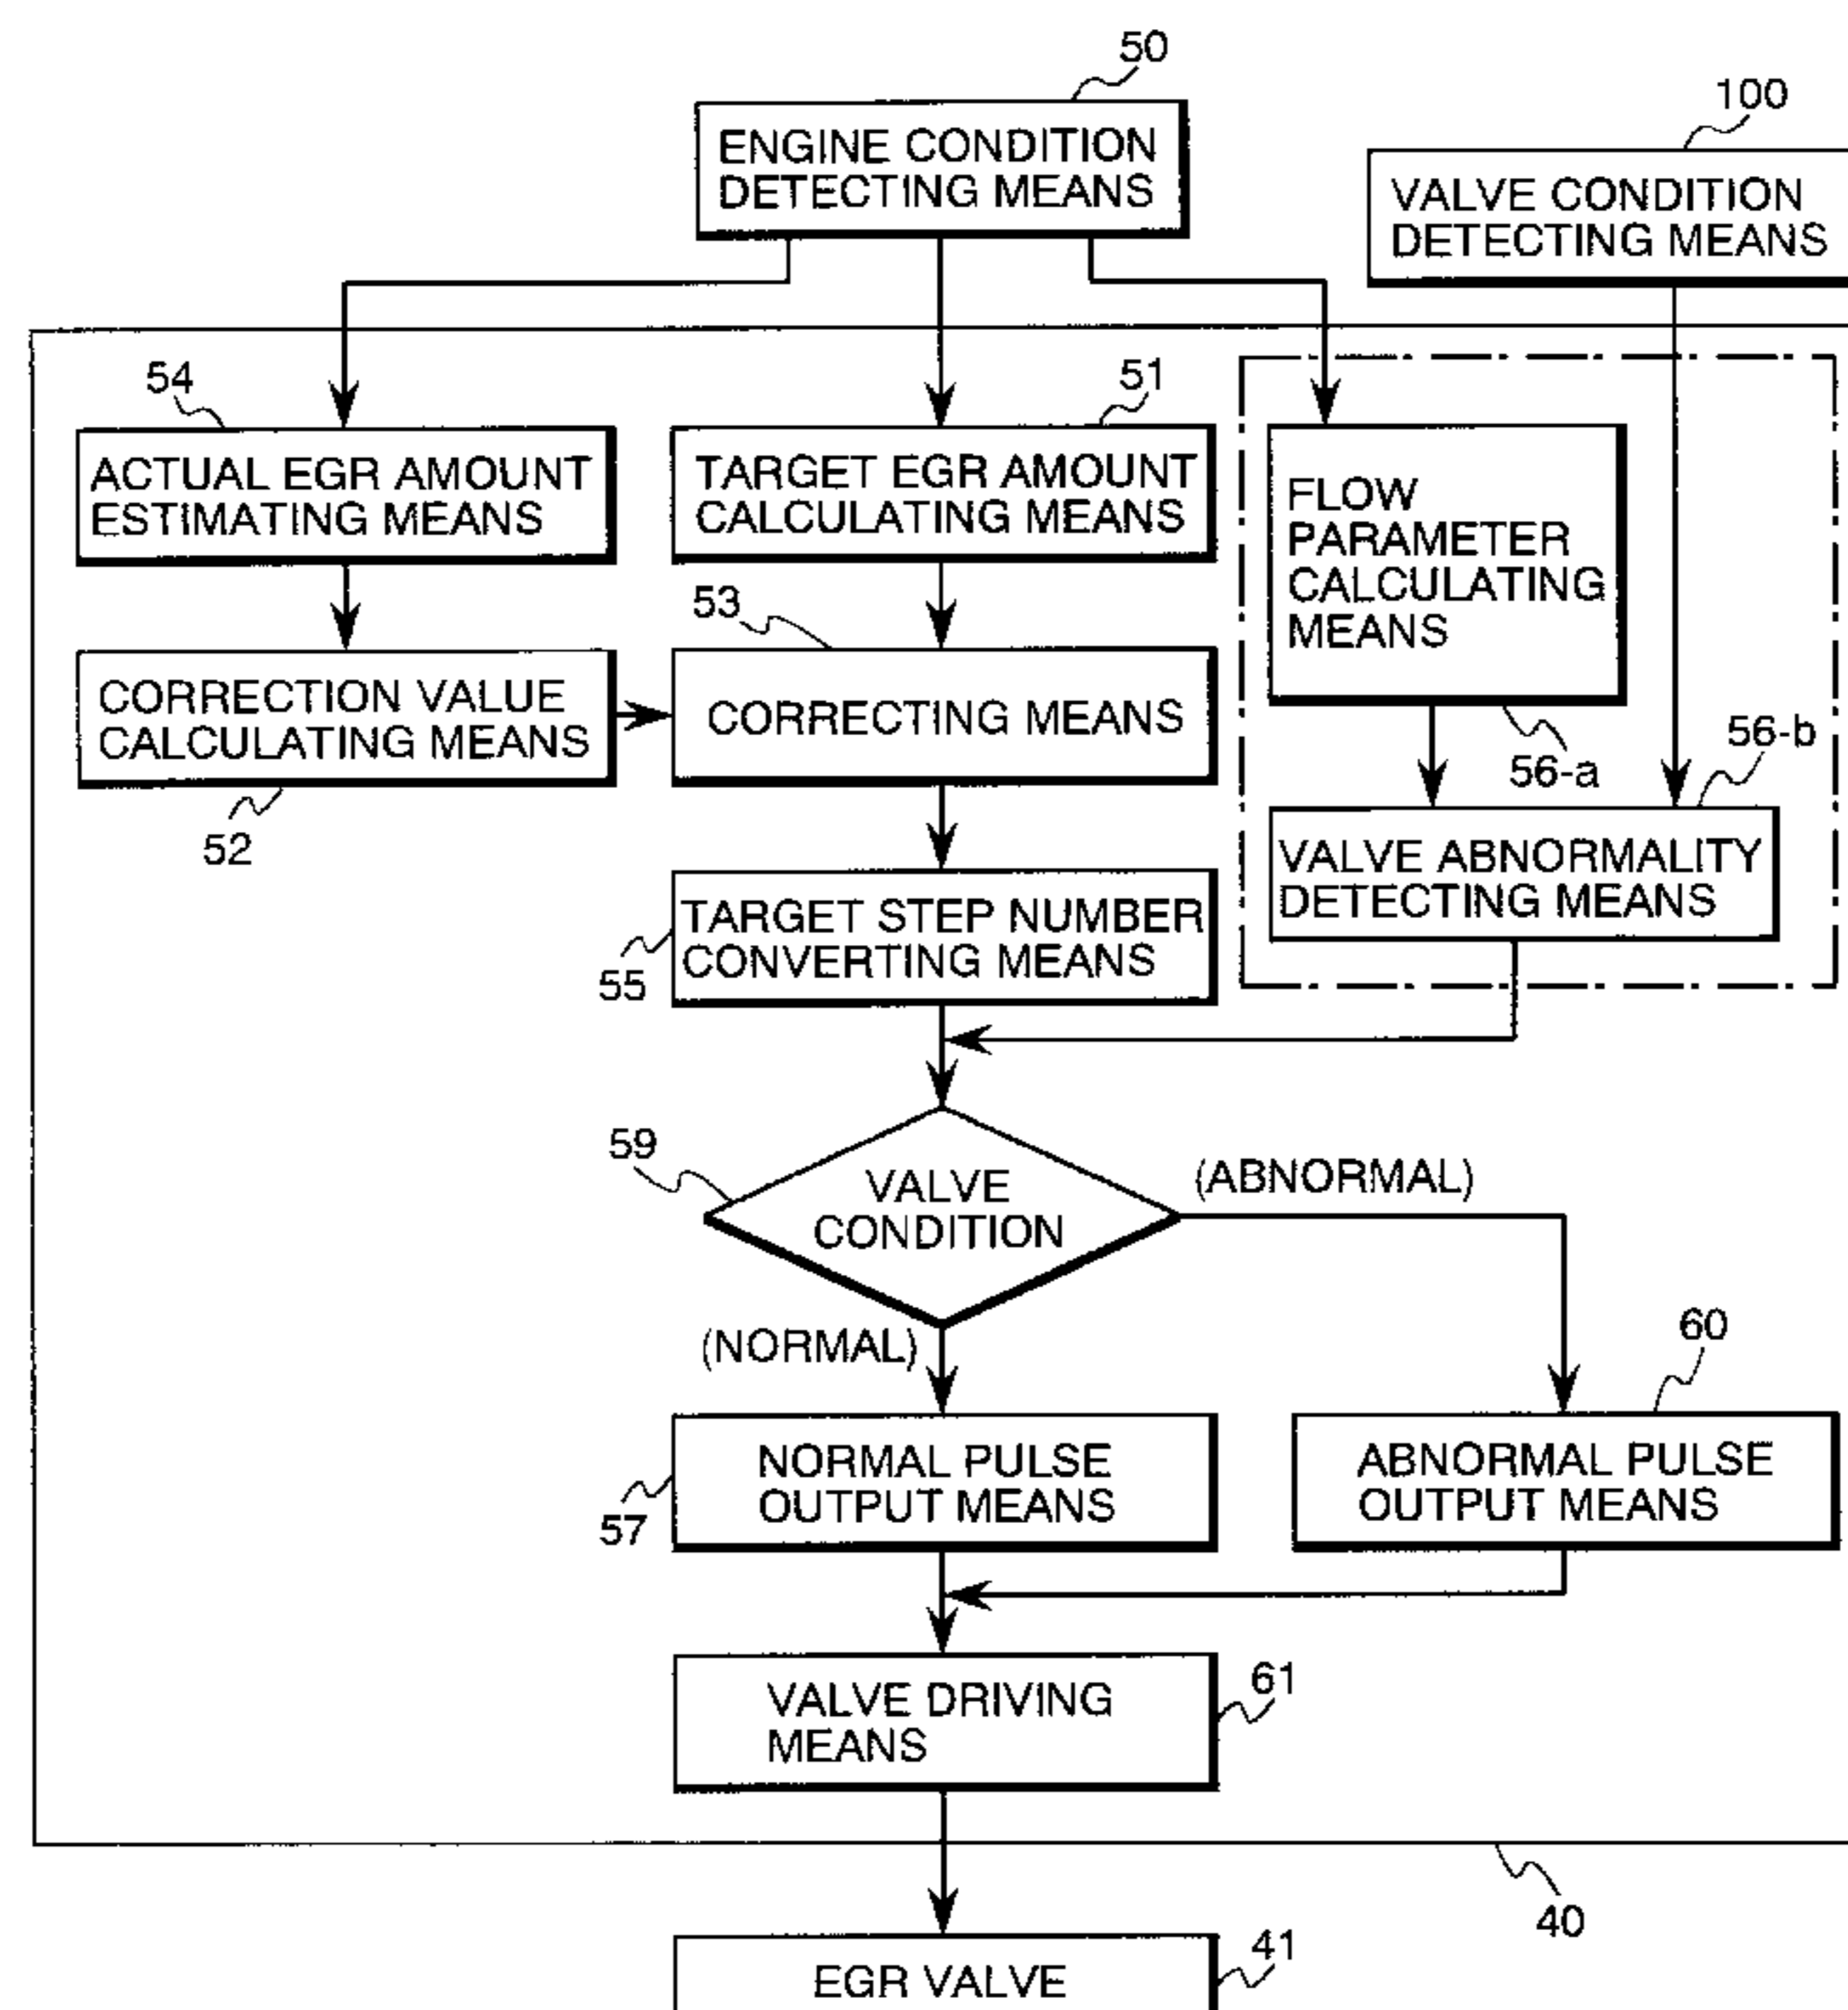 50
100
ENGINE CONDITION
DETECTING MEANS
VALVE CONDITION
DETECTING MEANS
54
51
ACTUAL EGR AMOUNT
ESTIMATING MEANS
TARGET EGR AMOUNT
CALCULATING MEANS
FLOW
PARAMETER
CALCULATING
MEANS
53
CORRECTION VALUE
CALCULATING MEANS
CORRECTING MEANS
56-a
56-b
52
VALVE ABNORMALITY
DETECTING MEANS
TARGET STEP NUMBER
CONVERTING MEANS
55
59
VALVE
CONDITION
(ABNORMAL)
(NORMAL)
60
NORMAL PULSE
OUTPUT MEANS
57
ABNORMAL PULSE
OUTPUT MEANS
VALVE DRIVING
MEANS
61
40
EGR VALVE
41